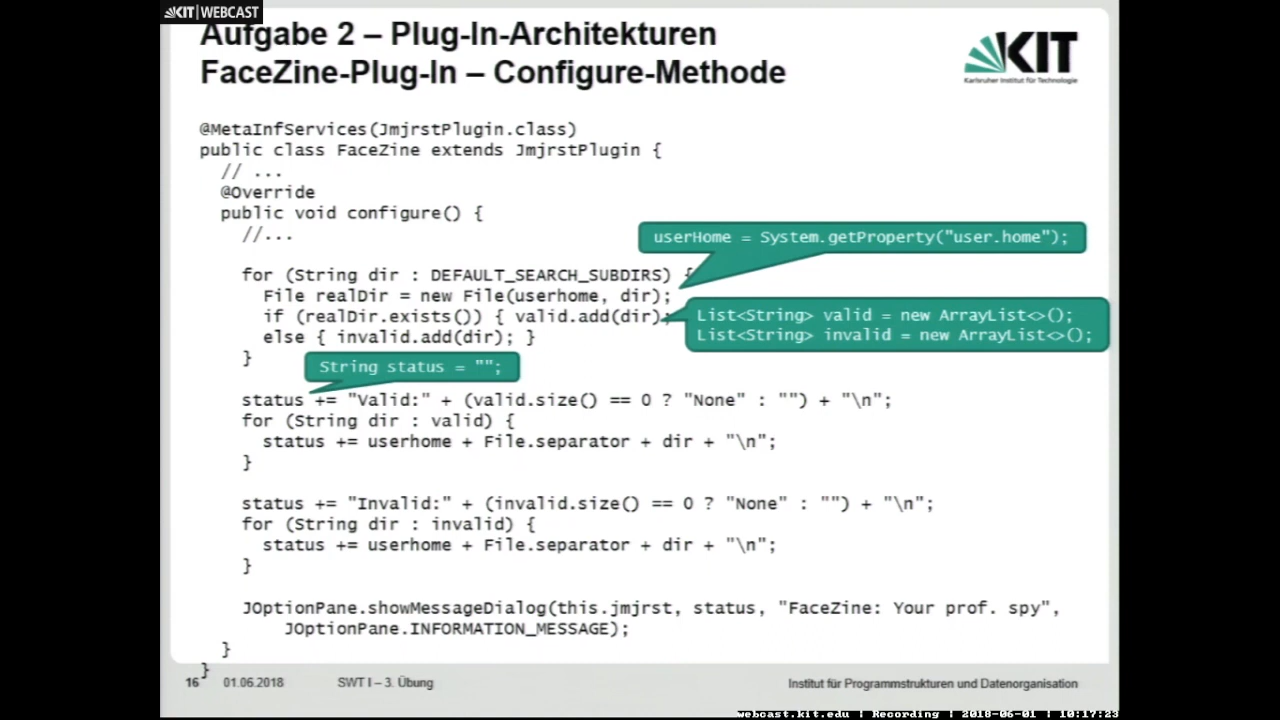 KIT|WEBCAST
Aufgabe 2 – Plug-In-Architekturen
FaceZine-Plug-In – Configure-Methode
KIT
Karlsruher Institut für Technologie
@MetaInfServices(JmjrstPlugin.class)
public class FaceZine extends JmjrstPlugin {
// ...
@Override
public void configure() {
//...
userHome = System.getProperty("user.home");
for (String dir : DEFAULT_SEARCH_SUBDIRS) {
File realDir = new File(userhome, dir);
if (realDir.exists()) { valid.add(dir);
List<String> valid = new ArrayList<>();
List<String> invalid = new ArrayList<>();
else { invalid.add(dir); }
}
String status = "";
status += "Valid:" + (valid.size() == 0 ? "None" : "") + "\n";
for (String dir : valid) {
status += userhome + File.separator + dir + "\n";
}
status += "Invalid:" + (invalid.size() == 0 ? "None" : "") + "\n";
for (String dir : invalid) {
status += userhome + File.separator + dir + "\n";
}
JOptionPane.showMessageDialog(this.jmjrst, status, "FaceZine: Your prof. spy",
JOptionPane.INFORMATION_MESSAGE);
}
}
16 01.06.2018 SWT I – 3. Übung Institut für Programmstrukturen und Datenorganisation
webcast.kit.edu | Recording | 2018-06-01 | 10:17:23